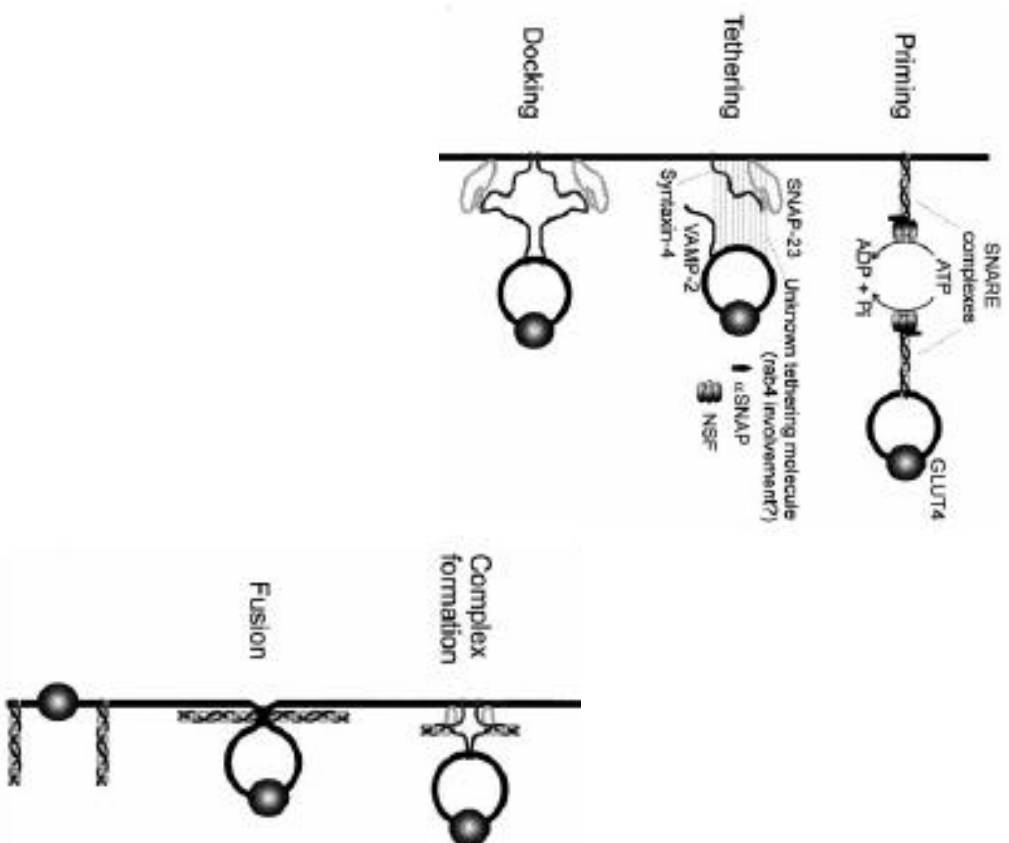 Priming
SNARE
complexes
ATP
ADP + Pi
GLUT4
Tethering
SNAP-23
Unknown tethering molecule
(rab4 involvement?)
Syntaxin-4
VAMP-2
αSNAP
NSF
Docking
Complex
formation
Fusion